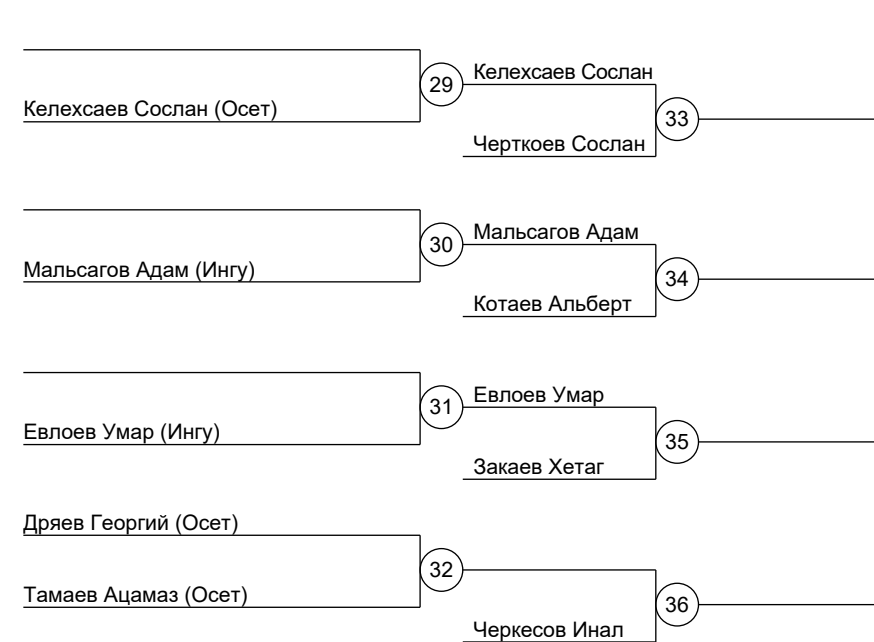 Келехсаев Сослан
29
Келехсаев Сослан (Осет)
33
Черткоев Сослан
Мальсагов Адам
30
Мальсагов Адам (Ингу)
34
Котаев Альберт
Евлоев Умар
31
Евлоев Умар (Ингу)
35
Закаев Хетаг
Дряев Георгий (Осет)
32
Тамаев Ацамаз (Осет)
36
Черкесов Инал